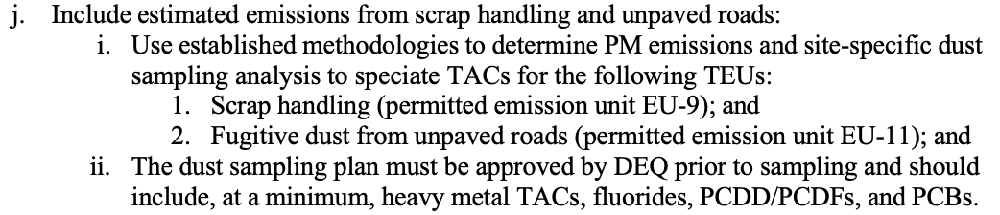 j. Include estimated emissions from scrap handling and unpaved roads:
i. Use established methodologies to determine PM emissions and site-specific dust
sampling analysis to speciate TACs for the following TEUs:
1. Scrap handling (permitted emission unit EU-9); and
2. Fugitive dust from unpaved roads (permitted emission unit EU-11); and
ii. The dust sampling plan must be approved by DEQ prior to sampling and should
include, at a minimum, heavy metal TACs, fluorides, PCDD/PCDFs, and PCBs.